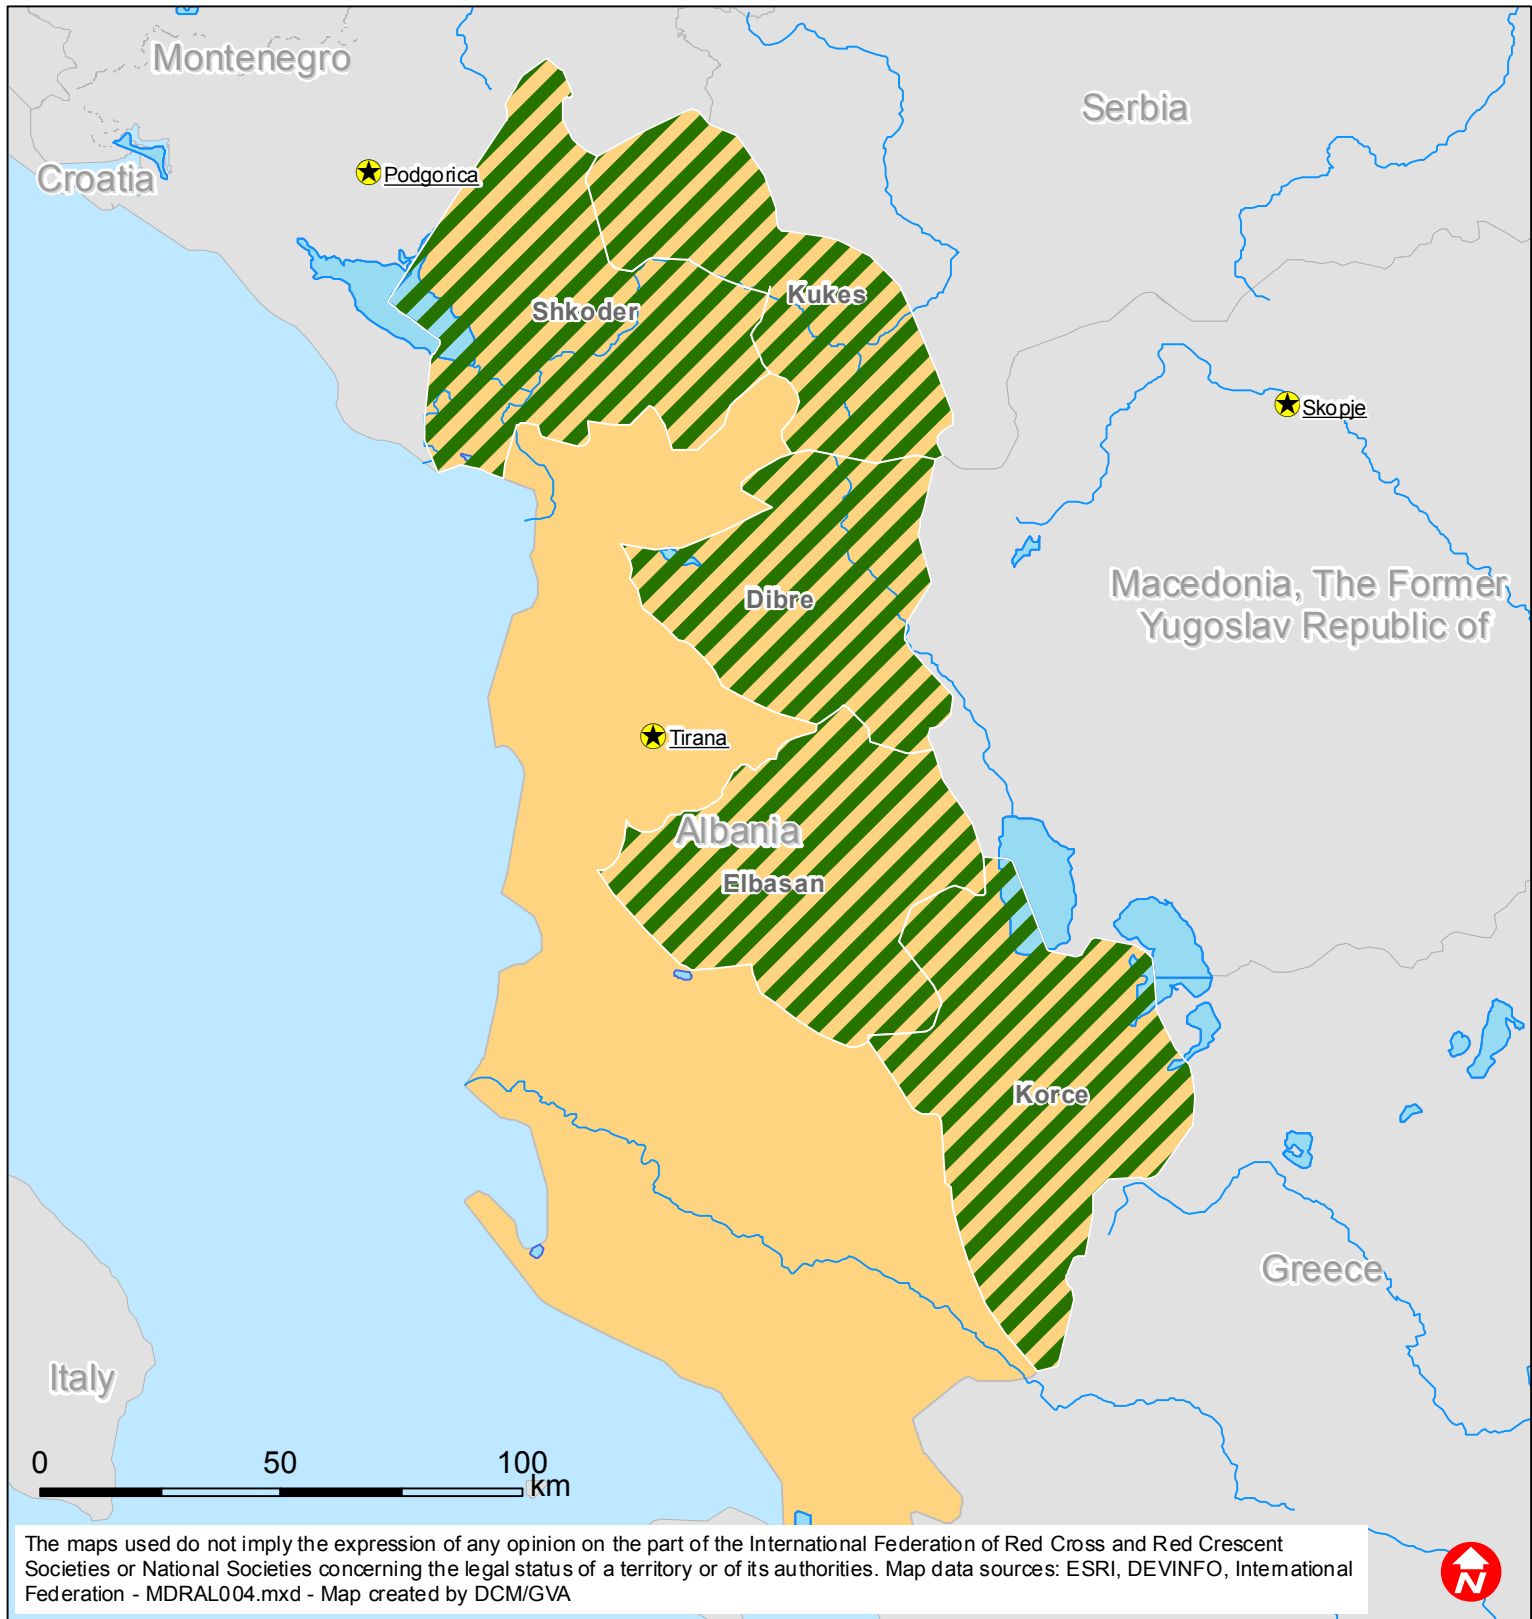 Montenegro
Serbia
Croatia
Podgorica
Kukes
Shkoder
Skopje
Macedonia, The Former
Yugoslav Republic of
Dibre
Tirana
Albania
Elbasan
Korce
Greece
Italy
0 50 100
km
The maps used do not imply the expression of any opinion on the part of the International Federation of Red Cross and Red Crescent
Societies or National Societies concerning the legal status of a territory or of its authorities. Map data sources: ESRI, DEVINFO, International
Federation - MDRAL004.mxd - Map created by DCM/GVA
N